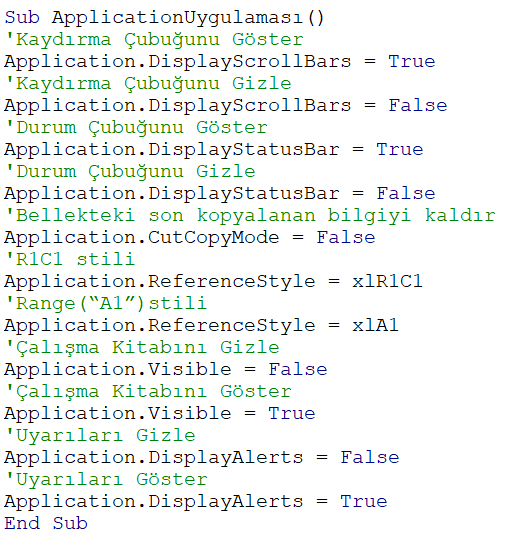 Sub ApplicationUygulaması()
'Kaydırma Çubuğunu Göster
Application.DisplayScrollBars = True
'Kaydırma Çubuğunu Gizle
Application.DisplayScrollBars = False
'Durum Çubuğunu Göster
Application.DisplayStatusBar = True
'Durum Çubuğunu Gizle
Application.DisplayStatusBar = False
'Bellekteki son kopyalanan bilgiyi kaldır
Application.CutCopyMode = False
'R1C1 stili
Application.ReferenceStyle = xlR1C1
'Range(“A1”)stili
Application.ReferenceStyle = xlA1
'Çalışma Kitabını Gizle
Application.Visible = False
'Çalışma Kitabını Göster
Application.Visible = True
'Uyarıları Gizle
Application.DisplayAlerts = False
'Uyarıları Göster
Application.DisplayAlerts = True
End Sub